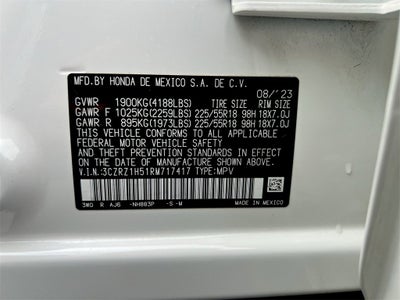 MFD.BY HONDA DE MEXICO S.A. DE C.V.
08/'23
GVWR 1900KG(4188LBS) TIRE SIZE RIM SIZE
GAWR F 1025KG(2259LBS) 225/55R18 98H 18X7.0J
GAWR R 895KG(1973LBS) 225/55R18 98H 18X7.0J
THIS VEHICLE CONFORMS TO ALL APPLICABLE
FEDERAL MOTOR VEHICLE SAFETY AND
THEFT PREVENTION STANDARDS IN EFFECT ON
THE DATE OF MANUFACTURE SHOWN ABOVE.
V.I.N.:3CZRZ1H51RM717417 TYPE:MPV
3W0 R AJ6 -NH883P -S -M MADE IN MEXICO